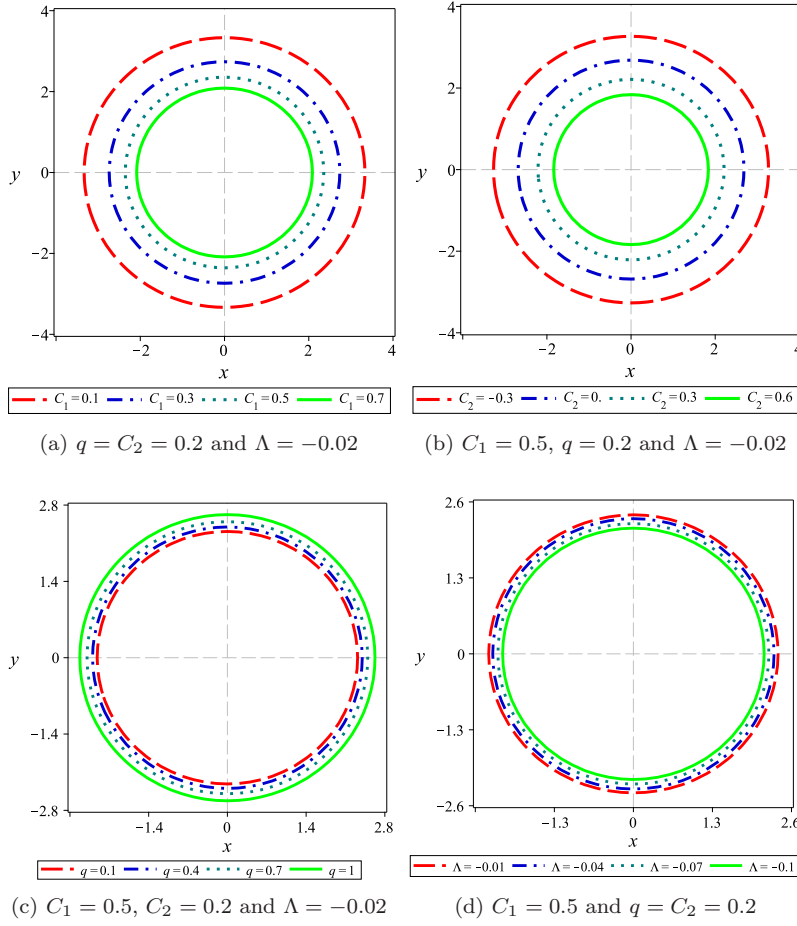 4
4
2
2
y
0
y
0
−2
−2
−4
−4
−2
0
2
4
−2
0
2
4
x
x
C₁ = 0.1 C₁ = 0.3 C₁ = 0.5 C₁ = 0.7
C₂ = −0.3 C₂ = 0. C₂ = 0.3 C₂ = 0.6
(a) q = C₂ = 0.2 and Λ = −0.02
(b) C₁ = 0.5, q = 0.2 and Λ = −0.02
2.8
2.6
1.4
1.3
y
0
y
0
−1.4
−1.3
−2.8
−2.6
−1.4
0
1.4
2.8
−1.3
0
1.3
2.6
x
x
q = 0.1 q = 0.4 q = 0.7 q = 1
Λ = −0.01 Λ = −0.04 Λ = −0.07 Λ = −0.1
(c) C₁ = 0.5, C₂ = 0.2 and Λ = −0.02
(d) C₁ = 0.5 and q = C₂ = 0.2